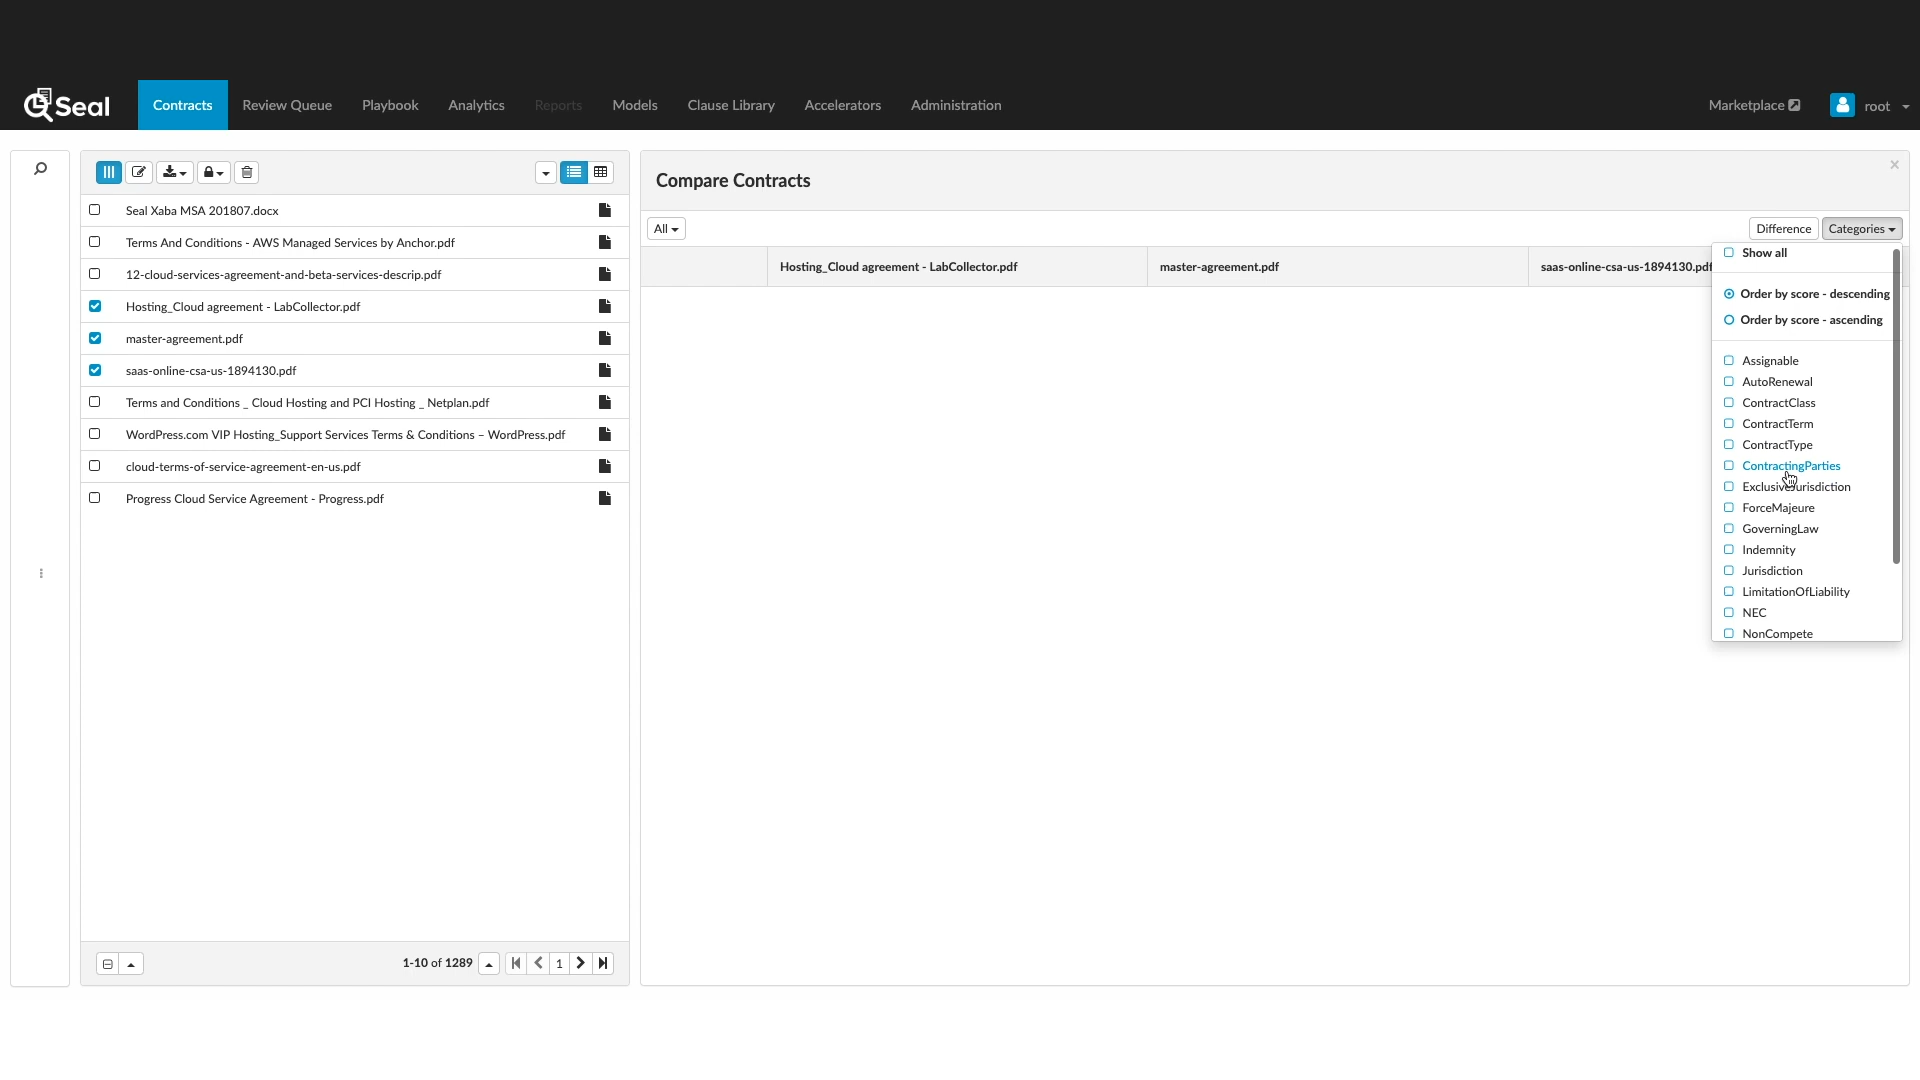 Seal
Contracts
Review Queue
Playbook
Analytics
Reports
Models
Clause Library
Accelerators
Administration
Marketplace
root
Seal Xaba MSA 201807.docx
Terms And Conditions - AWS Managed Services by Anchor.pdf
12-cloud-services-agreement-and-beta-services-descrip.pdf
Hosting_Cloud agreement - LabCollector.pdf
master-agreement.pdf
saas-online-csa-us-1894130.pdf
Terms and Conditions _ Cloud Hosting and PCI Hosting _ Netplan.pdf
WordPress.com VIP Hosting_Support Services Terms & Conditions – WordPress.pdf
cloud-terms-of-service-agreement-en-us.pdf
Progress Cloud Service Agreement - Progress.pdf
1-10 of 1289
1
Compare Contracts
×
All
Difference
Categories
Hosting_Cloud agreement - LabCollector.pdf
master-agreement.pdf
saas-online-csa-us-1894130.pdf
Show all
Order by score - descending
Order by score - ascending
Assignable
AutoRenewal
ContractClass
ContractTerm
ContractType
ContractingParties
ExclusiveJurisdiction
ForceMajeure
GoverningLaw
Indemnity
Jurisdiction
LimitationOfLiability
NEC
NonCompete